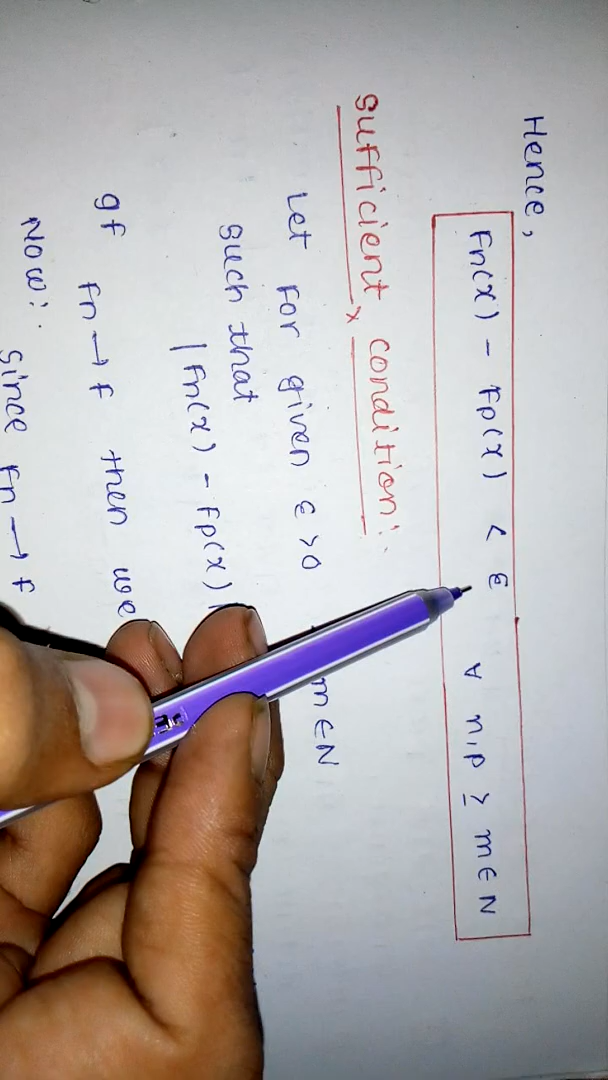 Hence,
Fn(x) - Fp(x) < ε ∀ n,p ≥ m ∈ N
Sufficient condition:
Let For given ε > 0 m ∈ N
Such that
| Fn(x) - Fp(x) |
If Fn → F then we
Now: Since Fn → F